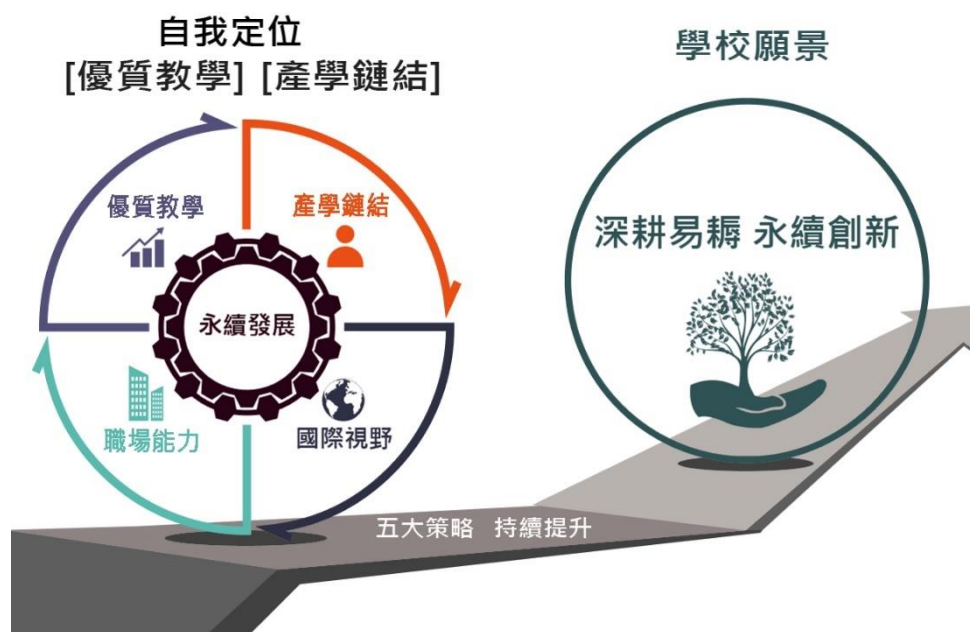 自我定位
[優質教學] [產學鏈結]
學校願景
優質教學
產學鏈結
永續發展
職場能力
國際視野
深耕易耨 永續創新
五大策略 持續提升